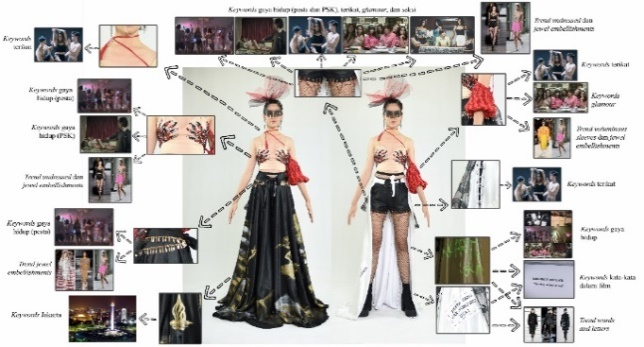 Keywords gaya hidup (pesta dan PSK), terikat, glamour, dan saksi
Trend undressed dan
jewel embellishments
Keywords
terikat
Keywords terikat
Keywords gaya
hidup (pesta)
Keywords
glamour
Keywords gaya
hidup (PSK)
Trend voluminous
sleeves dan jewel
embellishments
Trend undressed dan
jewel embellishments
Keywords terikat
Keywords gaya
hidup (pesta)
Keywords gaya
hidup
Trend jewel
embellishments
Keywords kata-kata
dalam film
Keywords Jakarta
Trend words
and letters